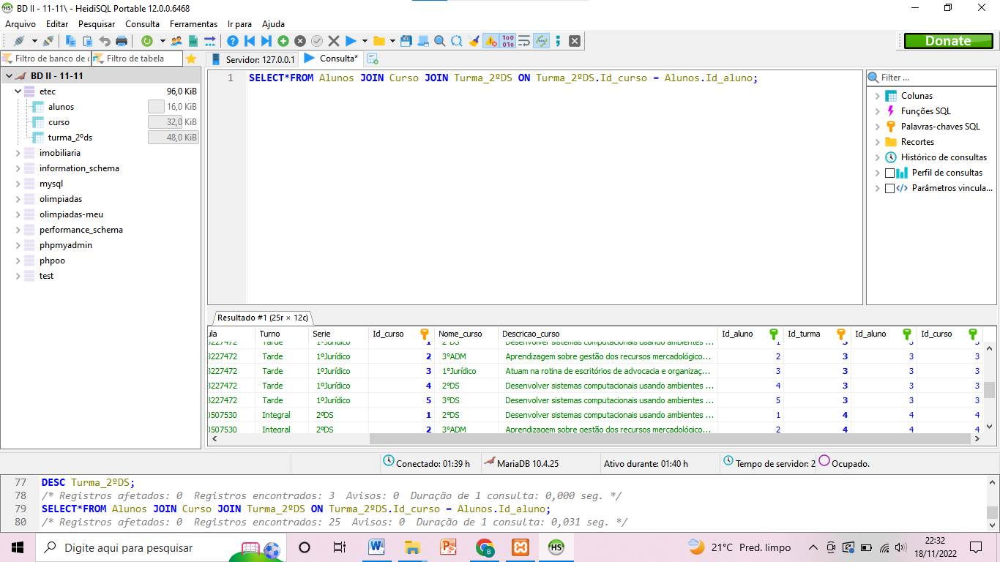 BD II - 11-11\ - HeidiSQL Portable 12.0.0.6468
Arquivo Editar Pesquisar Consulta Ferramentas Ir para Ajuda
Donate
Filtro de banco de Filtro de tabela
Servidor: 127.0.0.1 Consulta*
BD II - 11-11
etec 96,0 KiB
alunos 16,0 KiB
curso 32,0 KiB
turma_2ºds 48,0 KiB
imobiliaria
information_schema
mysql
olimpiadas
olimpiadas-meu
performance_schema
phpmyadmin
phpoo
test
1 SELECT*FROM Alunos JOIN Curso JOIN Turma_2ºDS ON Turma_2ºDS.Id_curso = Alunos.Id_aluno;
Filter ...
Colunas
Funções SQL
Palavras-chaves SQL
Recortes
Histórico de consultas
Perfil de consultas
Parâmetros vincula...
Resultado #1 (25r × 12c)
ula Turno Serie Id_curso Nome_curso Descricao_curso Id_aluno Id_turma Id_aluno Id_curso
3227472 Tarde 1ºJurídico 1 2ºDS Desenvolver sistemas computacionais usando ambientes ... 1 3 3 3
3227472 Tarde 1ºJurídico 2 3ºADM Aprendizagem sobre gestão dos recursos mercadológico... 2 3 3 3
3227472 Tarde 1ºJurídico 3 1ºJurídico Atuam na rotina de escritórios de advocacia e organizaç... 3 3 3 3
3227472 Tarde 1ºJurídico 4 2ºDS Desenvolver sistemas computacionais usando ambientes ... 4 3 3 3
3227472 Tarde 1ºJurídico 5 3ºDS Desenvolver sistemas computacionais usando ambientes ... 5 3 3 3
0507530 Integral 2ºDS 1 2ºDS Desenvolver sistemas computacionais usando ambientes ... 1 4 4 4
0507530 Integral 2ºDS 2 3ºADM Aprendizagem sobre gestão dos recursos mercadológico... 2 4 4 4
Conectado: 01:39 h MariaDB 10.4.25 Ativo durante: 01:40 h Tempo de servidor: 2 Ocupado.
77 DESC Turma_2ºDS;
78 /* Registros afetados: 0 Registros encontrados: 3 Avisos: 0 Duração de 1 consulta: 0,000 seg. */
79 SELECT*FROM Alunos JOIN Curso JOIN Turma_2ºDS ON Turma_2ºDS.Id_curso = Alunos.Id_aluno;
80 /* Registros afetados: 0 Registros encontrados: 25 Avisos: 0 Duração de 1 consulta: 0,031 seg. */
Digite aqui para pesquisar
21°C Pred. limpo
22:32
18/11/2022